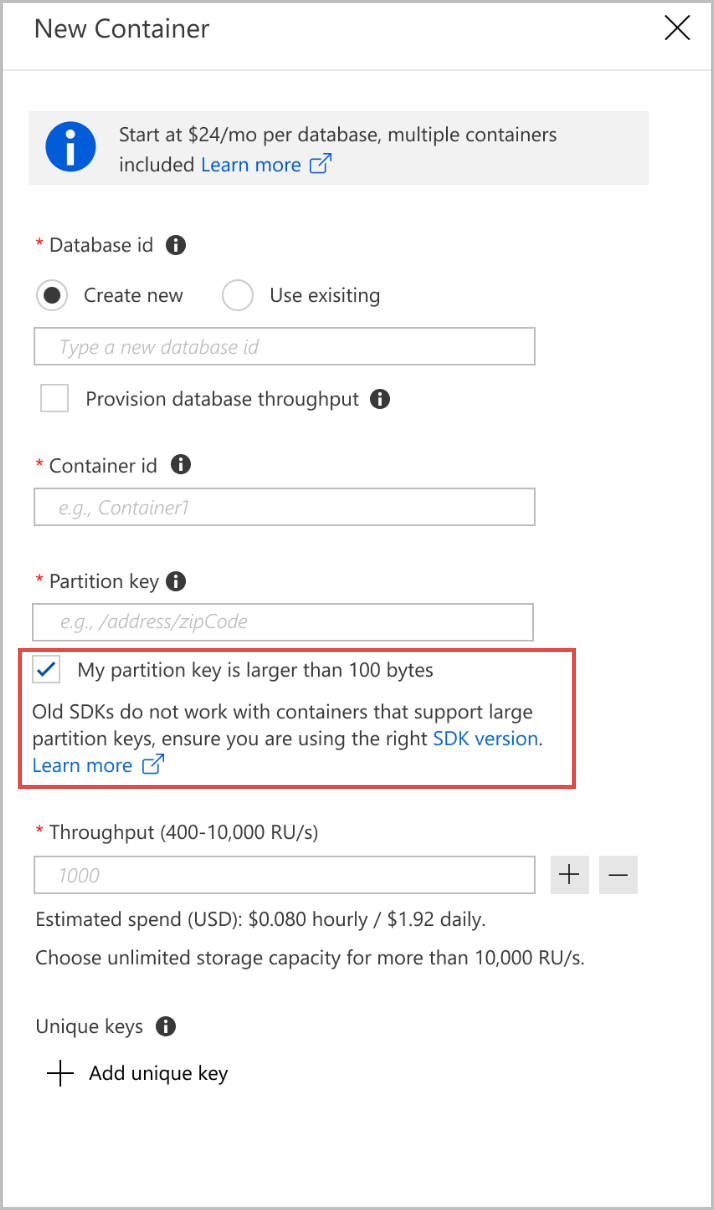 New Container
Start at $24/mo per database, multiple containers
included Learn more
* Database id
Create new Use exisiting
Type a new database id
Provision database throughput
* Container id
e.g., Container1
* Partition key
e.g., /address/zipCode
My partition key is larger than 100 bytes
Old SDKs do not work with containers that support large
partition keys, ensure you are using the right SDK version.
Learn more
* Throughput (400-10,000 RU/s)
1000
Estimated spend (USD): $0.080 hourly / $1.92 daily.
Choose unlimited storage capacity for more than 10,000 RU/s.
Unique keys
Add unique key